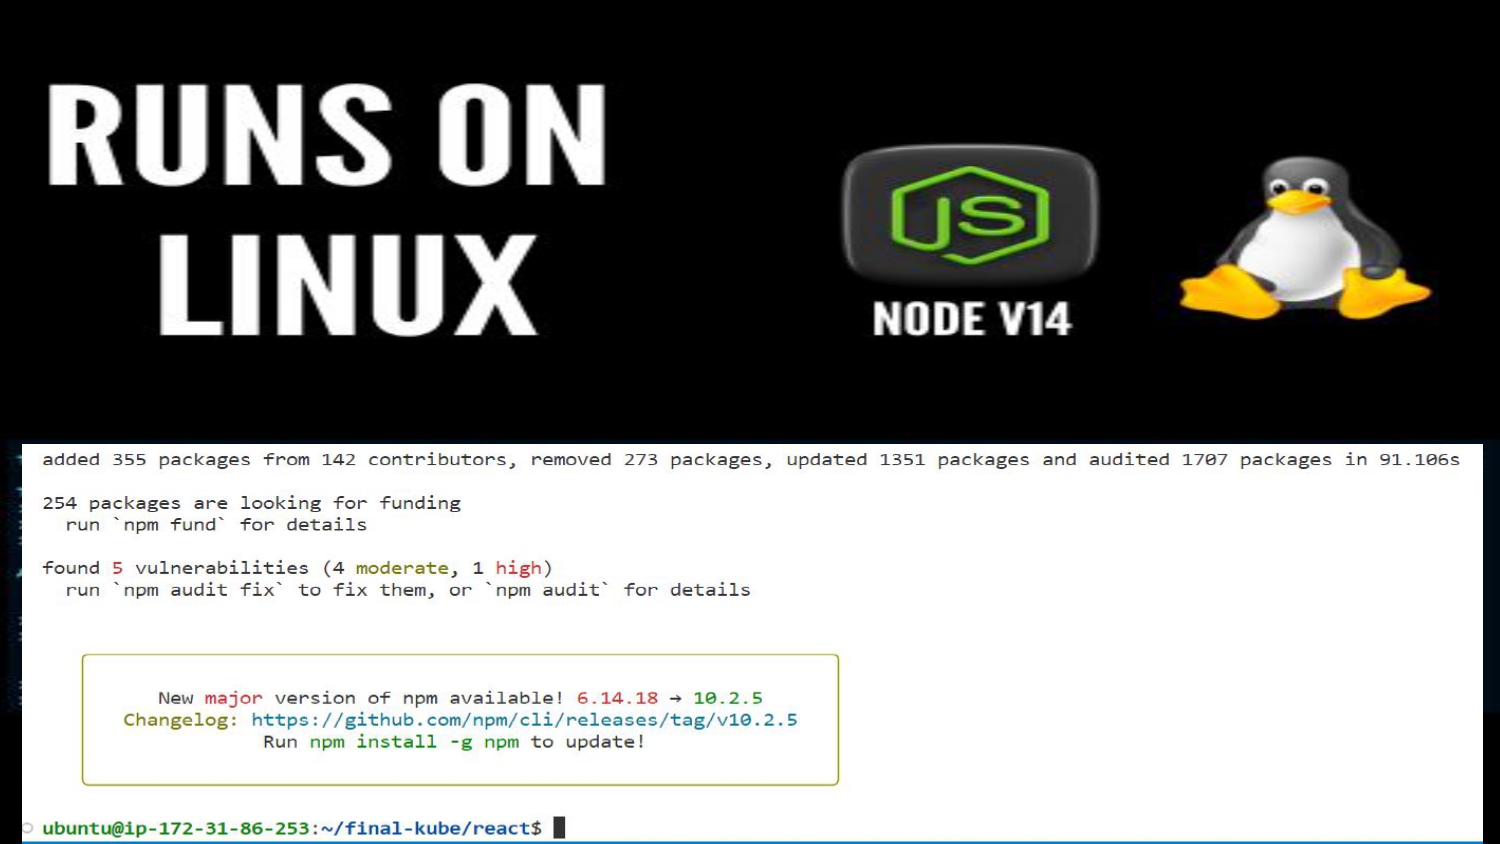 RUNS ON
LINUX
JS
NODE V14
added 355 packages from 142 contributors, removed 273 packages, updated 1351 packages and audited 1707 packages in 91.106s
254 packages are looking for funding
run `npm fund` for details
found 5 vulnerabilities (4 moderate, 1 high)
run `npm audit fix` to fix them, or `npm audit` for details
New major version of npm available! 6.14.18 → 10.2.5
Changelog: https://github.com/npm/cli/releases/tag/v10.2.5
Run npm install -g npm to update!
ubuntu@ip-172-31-86-253:~/final-kube/react$